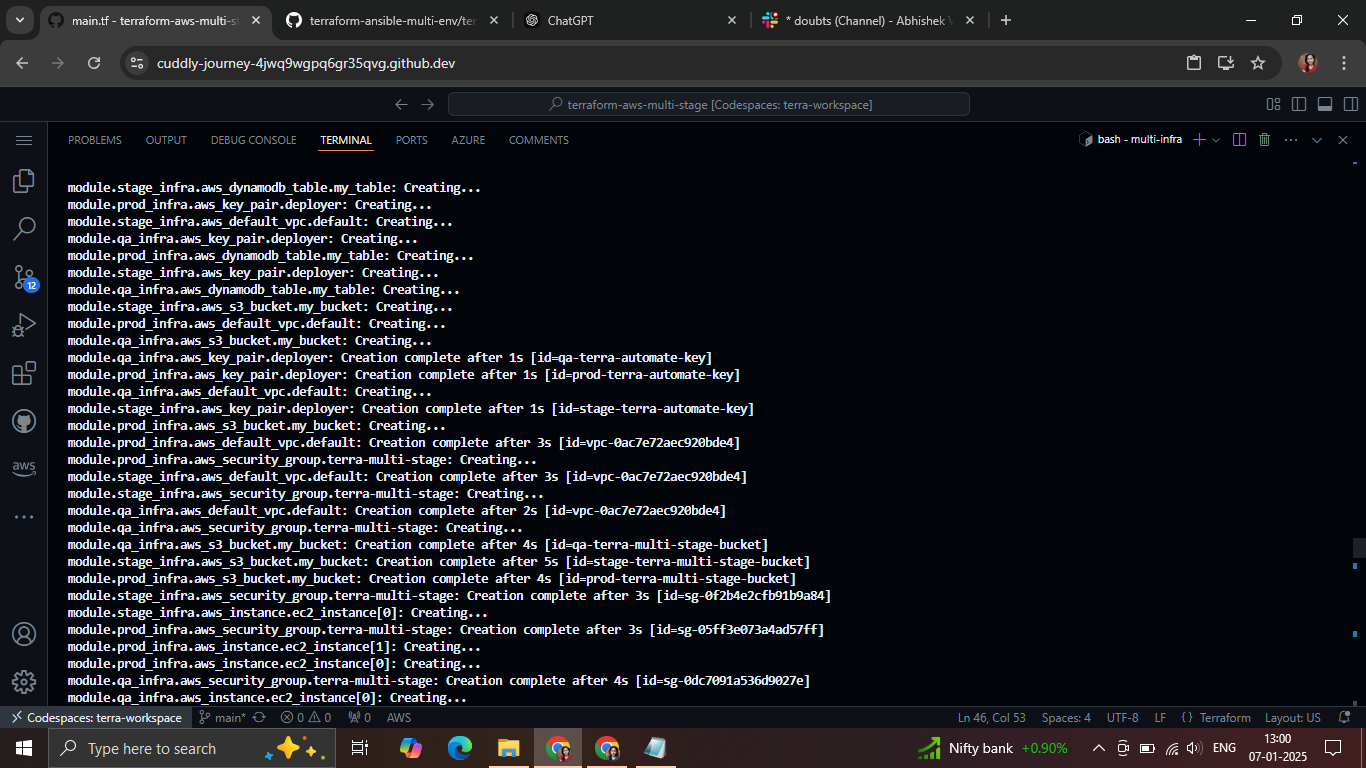 main.tf - terraform-aws-multi-st
terraform-ansible-multi-env/ter
ChatGPT
* doubts (Channel) - Abhishek V
cuddly-journey-4jwq9wgpq6gr35qvg.github.dev
terraform-aws-multi-stage [Codespaces: terra-workspace]
PROBLEMS OUTPUT DEBUG CONSOLE TERMINAL PORTS AZURE COMMENTS
bash - multi-infra
module.stage_infra.aws_dynamodb_table.my_table: Creating...
module.prod_infra.aws_key_pair.deployer: Creating...
module.stage_infra.aws_default_vpc.default: Creating...
module.qa_infra.aws_key_pair.deployer: Creating...
module.prod_infra.aws_dynamodb_table.my_table: Creating...
module.stage_infra.aws_key_pair.deployer: Creating...
module.qa_infra.aws_dynamodb_table.my_table: Creating...
module.stage_infra.aws_s3_bucket.my_bucket: Creating...
module.prod_infra.aws_default_vpc.default: Creating...
module.qa_infra.aws_s3_bucket.my_bucket: Creating...
module.qa_infra.aws_key_pair.deployer: Creation complete after 1s [id=qa-terra-automate-key]
module.prod_infra.aws_key_pair.deployer: Creation complete after 1s [id=prod-terra-automate-key]
module.qa_infra.aws_default_vpc.default: Creating...
module.stage_infra.aws_key_pair.deployer: Creation complete after 1s [id=stage-terra-automate-key]
module.prod_infra.aws_s3_bucket.my_bucket: Creating...
module.prod_infra.aws_default_vpc.default: Creation complete after 3s [id=vpc-0ac7e72aec920bde4]
module.prod_infra.aws_security_group.terra-multi-stage: Creating...
module.stage_infra.aws_default_vpc.default: Creation complete after 3s [id=vpc-0ac7e72aec920bde4]
module.stage_infra.aws_security_group.terra-multi-stage: Creating...
module.qa_infra.aws_default_vpc.default: Creation complete after 2s [id=vpc-0ac7e72aec920bde4]
module.qa_infra.aws_security_group.terra-multi-stage: Creating...
module.qa_infra.aws_s3_bucket.my_bucket: Creation complete after 4s [id=qa-terra-multi-stage-bucket]
module.stage_infra.aws_s3_bucket.my_bucket: Creation complete after 5s [id=stage-terra-multi-stage-bucket]
module.prod_infra.aws_s3_bucket.my_bucket: Creation complete after 4s [id=prod-terra-multi-stage-bucket]
module.stage_infra.aws_security_group.terra-multi-stage: Creation complete after 3s [id=sg-0f2b4e2cfb91b9a84]
module.stage_infra.aws_instance.ec2_instance[0]: Creating...
module.prod_infra.aws_security_group.terra-multi-stage: Creation complete after 3s [id=sg-05ff3e073a4ad57ff]
module.prod_infra.aws_instance.ec2_instance[1]: Creating...
module.prod_infra.aws_instance.ec2_instance[0]: Creating...
module.qa_infra.aws_security_group.terra-multi-stage: Creation complete after 4s [id=sg-0dc7091a536d9027e]
module.qa_infra.aws_instance.ec2_instance[0]: Creating...
12
aws
Codespaces: terra-workspace main* 0 0 0 AWS Ln 46, Col 53 Spaces: 4 UTF-8 LF {} Terraform Layout: US
Type here to search
Nifty bank +0.90%
ENG
13:00
07-01-2025